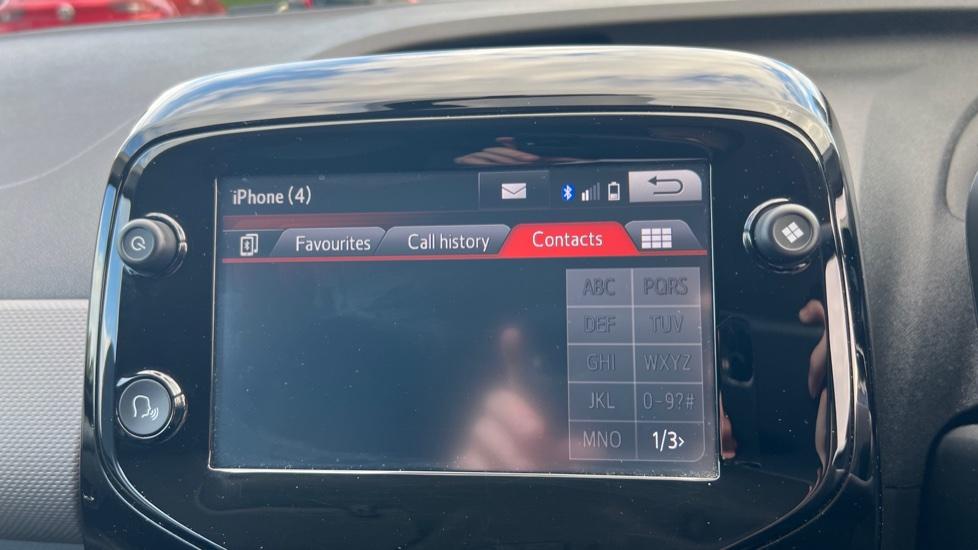 iPhone (4)
Favourites Call history Contacts
ABC PQRS
DEF TUV
GHI WXYZ
JKL 0-9?#
MNO 1/3>